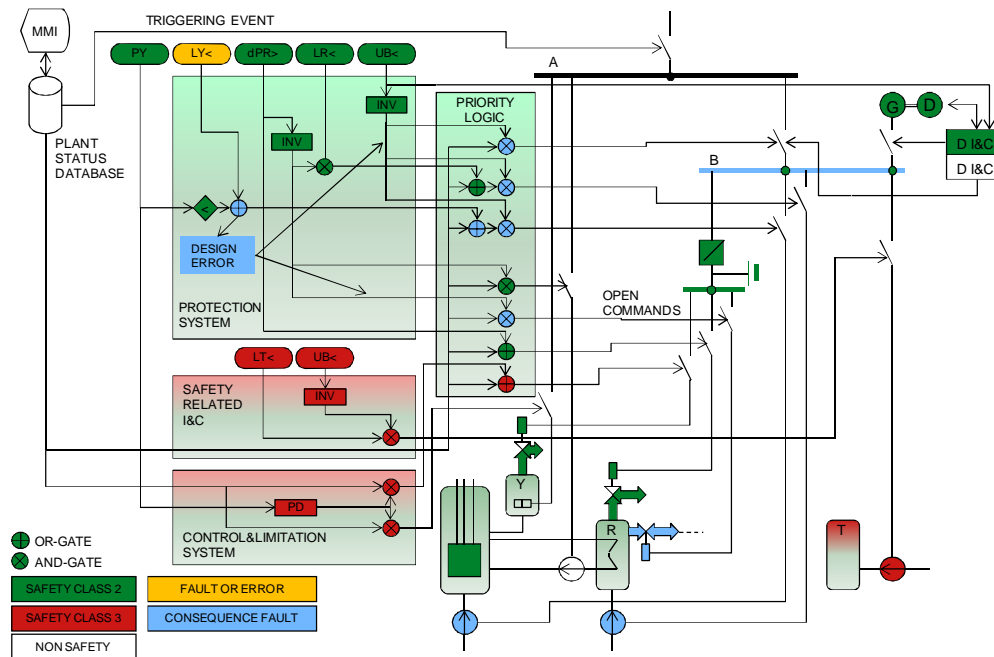 MMI
TRIGGERING EVENT
PY
LY<
dPR>
LR<
UB<
A
INV
PRIORITY
LOGIC
G
D
INV
PLANT
STATUS
DATABASE
D I&C
D I&C
B
<
DESIGN
ERROR
PROTECTION
SYSTEM
OPEN
COMMANDS
LT<
UB<
SAFETY
RELATED
I&C
INV
Y
PD
CONTROL&LIMITATION
SYSTEM
R
T
OR-GATE
AND-GATE
SAFETY CLASS 2
FAULT OR ERROR
SAFETY CLASS 3
CONSEQUENCE FAULT
NON SAFETY